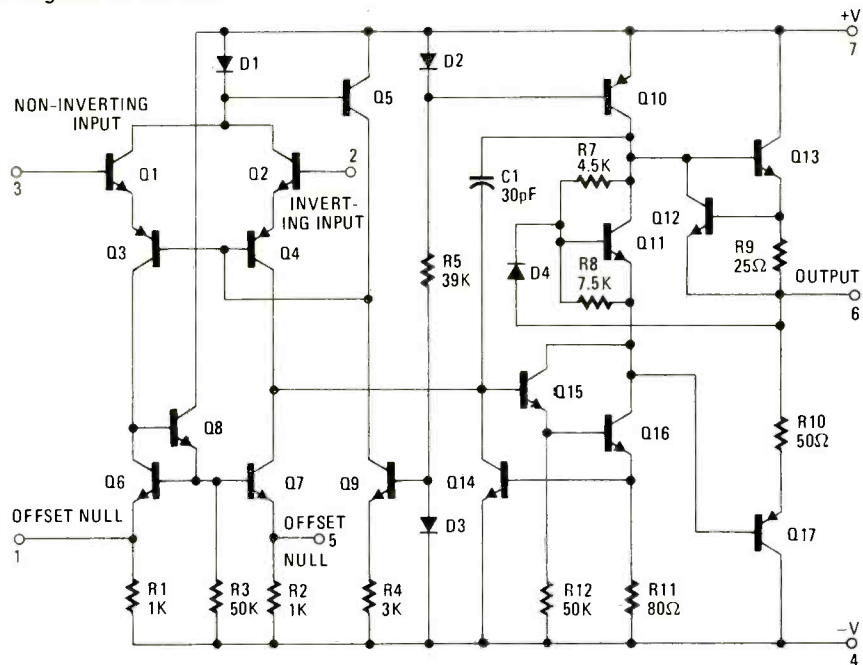 +V
7
D1
D2
Q5
Q10
NON-INVERTING
INPUT
3
Q1
Q2
2
INVERT-
ING INPUT
C1
30pF
R7
4.5K
Q13
Q12
Q3
Q4
R5
39K
D4
Q11
R8
7.5K
R9
25Ω
OUTPUT
6
Q8
Q15
Q16
R10
50Ω
Q6
Q7
Q9
Q14
Q17
OFFSET NULL
1
OFFSET
5
NULL
D3
R1
1K
R3
50K
R2
1K
R4
3K
R12
50K
R11
80Ω
-V
4